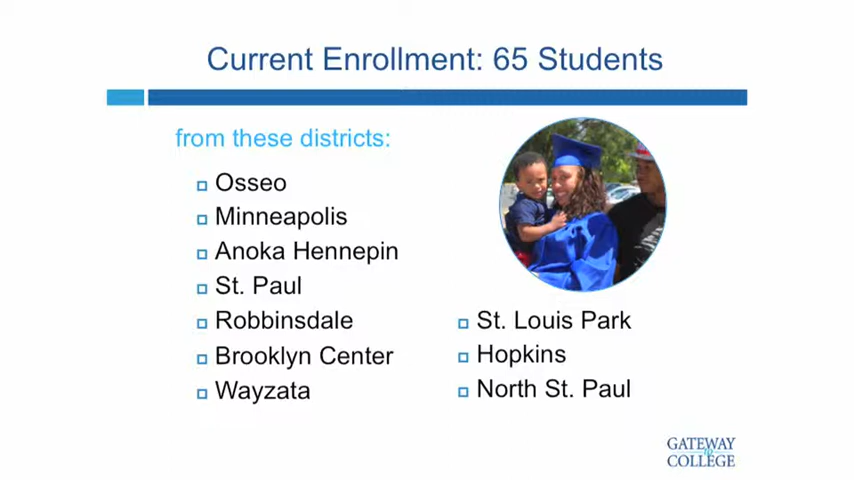 Current Enrollment: 65 Students
from these districts:
Osseo
Minneapolis
Anoka Hennepin
St. Paul
Robbinsdale
Brooklyn Center
Wayzata
St. Louis Park
Hopkins
North St. Paul
GATEWAY
to
COLLEGE